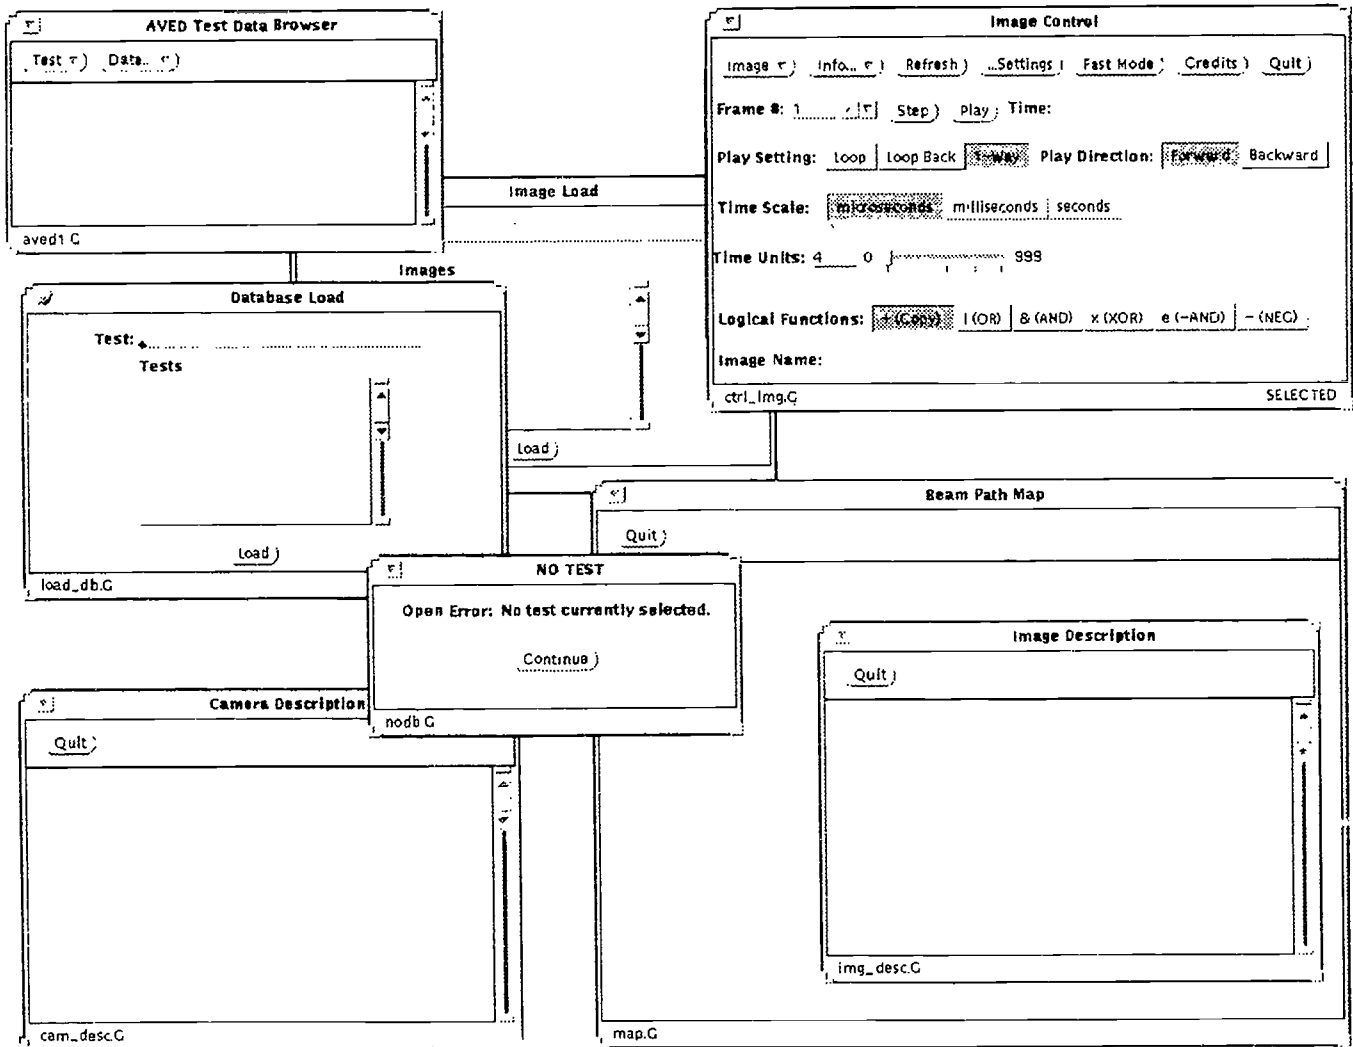 AVED Test Data Browser
Test Data..
aved1.G
Image Control
Image Info... Refresh ...Settings Fast Mode Credits Quit
Frame #: 1 Step Play Time:
Play Setting: Loop Loop Back 1-Way Play Direction: Forward Backward
Time Scale: microseconds milliseconds seconds
Time Units: 4 0 999
Logical Functions: + (Copy) | (OR) & (AND) x (XOR) e (-AND) - (NEG)
Image Name:
ctrl_img.G SELECTED
Image Load
Images
Load
Database Load
Test:
Tests
Load
load_db.G
Beam Path Map
Quit
map.G
NO TEST
Open Error: No test currently selected.
Continue
nodb.G
Image Description
Quit
img_desc.G
Camera Description
Quit
cam_desc.G